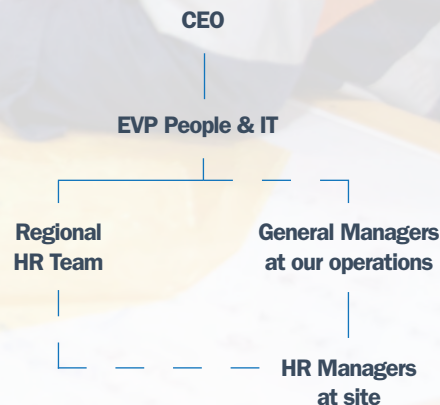 CEO
EVP People & IT
Regional
HR Team
General Managers
at our operations
HR Managers
at site